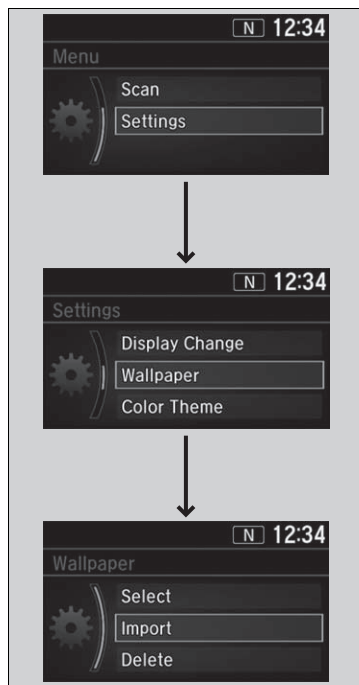 N 12:34
Menu
Scan
Settings
N 12:34
Settings
Display Change
Wallpaper
Color Theme
N 12:34
Wallpaper
Select
Import
Delete